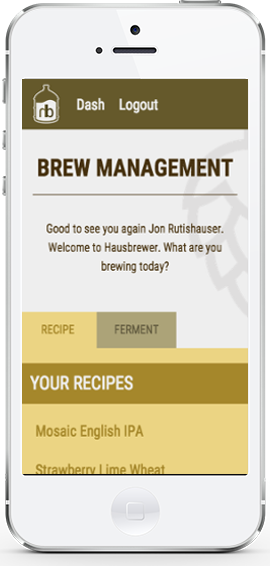 rb
Dash Logout
BREW MANAGEMENT
Good to see you again Jon Rutishauser.
Welcome to Hausbrewer. What are you
brewing today?
RECIPE FERMENT
YOUR RECIPES
Mosaic English IPA
Strawberry Lime Wheat